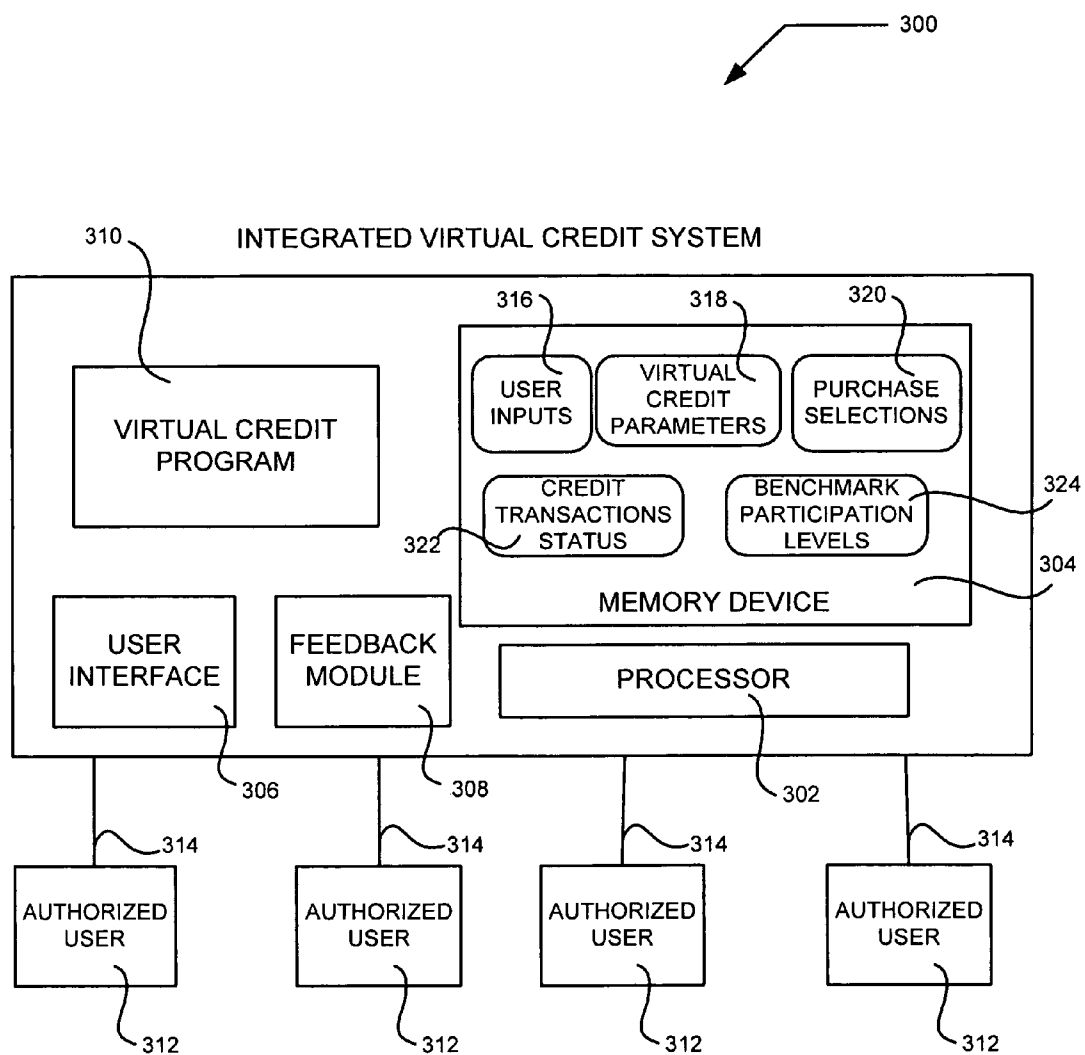 300
310
INTEGRATED VIRTUAL CREDIT SYSTEM
316
318
320
VIRTUAL CREDIT
PROGRAM
USER
INPUTS
VIRTUAL
CREDIT
PARAMETERS
PURCHASE
SELECTIONS
CREDIT
TRANSACTIONS
STATUS
322
BENCHMARK
PARTICIPATION
LEVELS
324
304
MEMORY DEVICE
USER
INTERFACE
FEEDBACK
MODULE
PROCESSOR
306
308
302
314
314
314
314
AUTHORIZED
USER
AUTHORIZED
USER
AUTHORIZED
USER
AUTHORIZED
USER
312
312
312
312